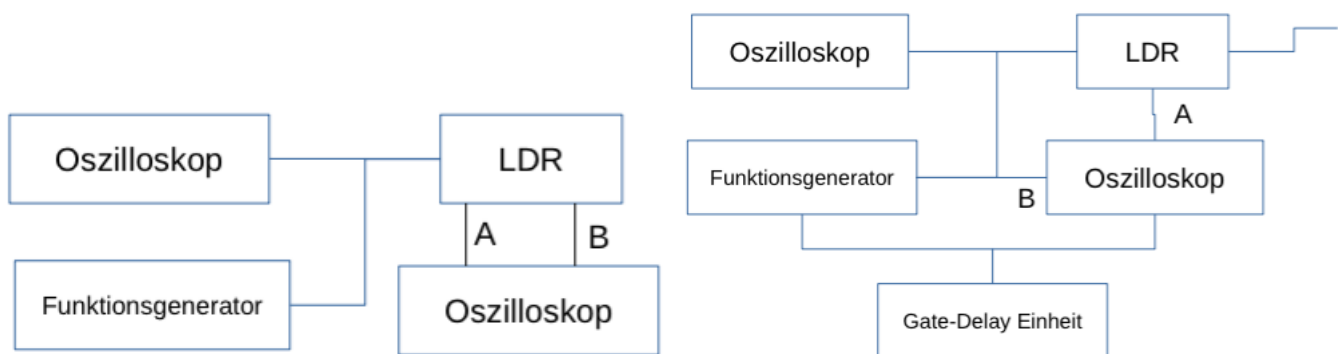 Oszilloskop
LDR
A
B
Funktionsgenerator
Oszilloskop
Oszilloskop
LDR
A
Funktionsgenerator
Oszilloskop
B
Gate-Delay Einheit